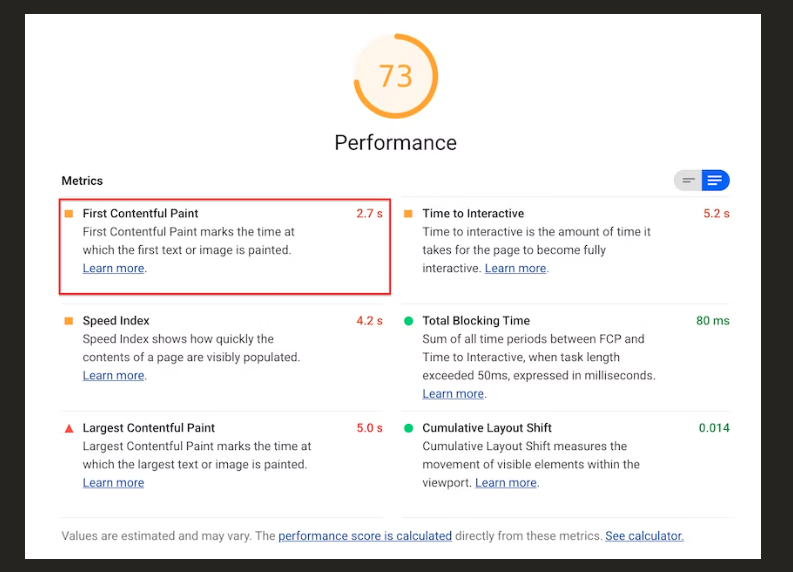 73
Performance
Metrics
First Contentful Paint 2.7 s
First Contentful Paint marks the time at
which the first text or image is painted.
Learn more.
Time to Interactive 5.2 s
Time to interactive is the amount of time it
takes for the page to become fully
interactive. Learn more.
Speed Index 4.2 s
Speed Index shows how quickly the
contents of a page are visibly populated.
Learn more.
Total Blocking Time 80 ms
Sum of all time periods between FCP and
Time to Interactive, when task length
exceeded 50ms, expressed in milliseconds.
Learn more.
Largest Contentful Paint 5.0 s
Largest Contentful Paint marks the time at
which the largest text or image is painted.
Learn more
Cumulative Layout Shift 0.014
Cumulative Layout Shift measures the
movement of visible elements within the
viewport. Learn more.
Values are estimated and may vary. The performance score is calculated directly from these metrics. See calculator.